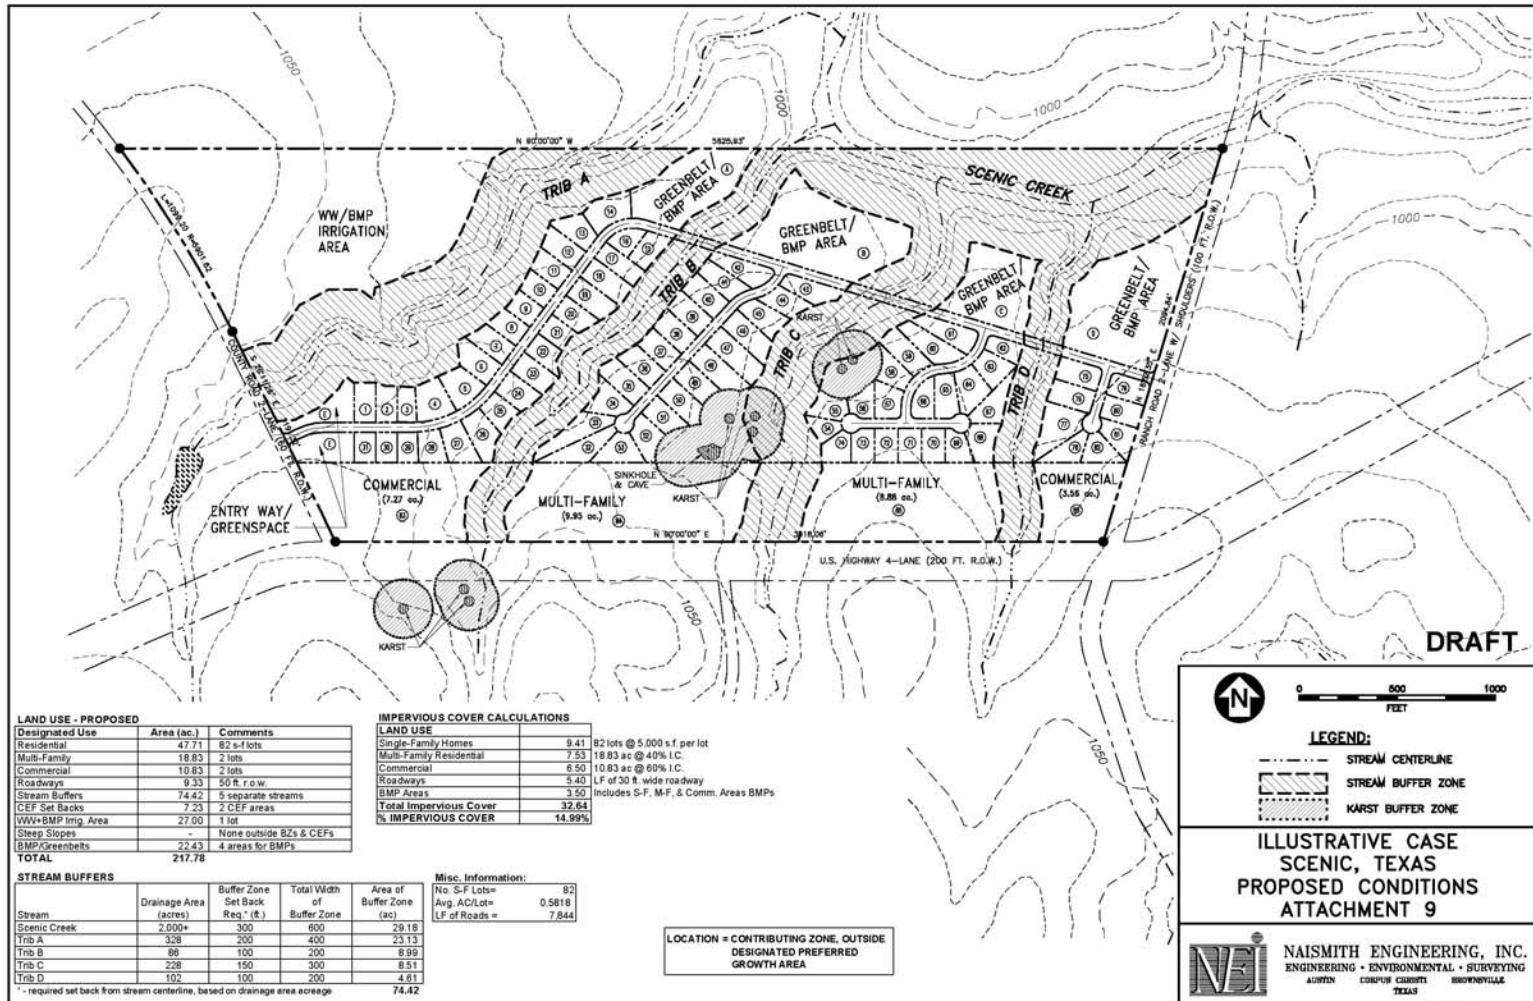 1050
1000
1000
1000
N 90°00'00" W 5625.93'
TRIB A
GREENBELT/
BMP AREA
A
SCENIC CREEK
WW/BMP
IRRIGATION
AREA
GREENBELT/
BMP AREA
B
TRIB B
GREENBELT/
BMP AREA
C
GREENBELT/
BMP AREA
D
KARST
TRIB C
TRIB D
COUNTY ROAD 2-LANE (60 FT. R.O.W.)
RANCH ROAD 2-LANE W/ SHOULDERS (100 FT. R.O.W.)
SINKHOLE
& CAVE
KARST
COMMERCIAL
(7.27 ac.)
MULTI-FAMILY
(9.95 ac.)
MULTI-FAMILY
(8.88 ac.)
COMMERCIAL
(3.56 ac.)
ENTRY WAY/
GREENSPACE
N 90°00'00" E
U.S. HIGHWAY 4-LANE (200 FT. R.O.W.)
KARST
1050
1050
DRAFT
LAND USE - PROPOSED
Designated Use Area (ac.) Comments
Residential 47.71 82 s-f lots
Multi-Family 18.83 2 lots
Commercial 10.83 2 lots
Roadways 9.33 50 ft. r.o.w.
Stream Buffers 74.42 5 separate streams
CEF Set Backs 7.23 2 CEF areas
WW+BMP Irrig. Area 27.00 1 lot
Steep Slopes - None outside BZs & CEFs
BMP/Greenbelts 22.43 4 areas for BMPs
TOTAL 217.78
IMPERVIOUS COVER CALCULATIONS
LAND USE
Single-Family Homes 9.41 82 lots @ 5,000 s.f. per lot
Multi-Family Residential 7.53 18.83 ac @ 40% I.C.
Commercial 6.50 10.83 ac @ 60% I.C.
Roadways 5.40 LF of 30 ft. wide roadway
BMP Areas 3.50 Includes S-F, M-F, & Comm. Areas BMPs
Total Impervious Cover 32.64
% IMPERVIOUS COVER 14.99%
STREAM BUFFERS
Stream Drainage Area (acres) Buffer Zone Set Back Req.* (ft.) Total Width of Buffer Zone Area of Buffer Zone (ac)
Scenic Creek 2,000+ 300 600 29.18
Trib A 328 200 400 23.13
Trib B 86 100 200 8.99
Trib C 228 150 300 8.51
Trib D 102 100 200 4.61
* - required set back from stream centerline, based on drainage area acreage 74.42
Misc. Information:
No. S-F Lots= 82
Avg. AC/Lot= 0.5818
LF of Roads = 7,844
LOCATION = CONTRIBUTING ZONE, OUTSIDE
DESIGNATED PREFERRED
GROWTH AREA
N
0 500 1000
FEET
LEGEND:
STREAM CENTERLINE
STREAM BUFFER ZONE
KARST BUFFER ZONE
ILLUSTRATIVE CASE
SCENIC, TEXAS
PROPOSED CONDITIONS
ATTACHMENT 9
NEI
NAISMITH ENGINEERING, INC.
ENGINEERING • ENVIRONMENTAL • SURVEYING
AUSTIN CORPUS CHRISTI BROWNSVILLE
TEXAS